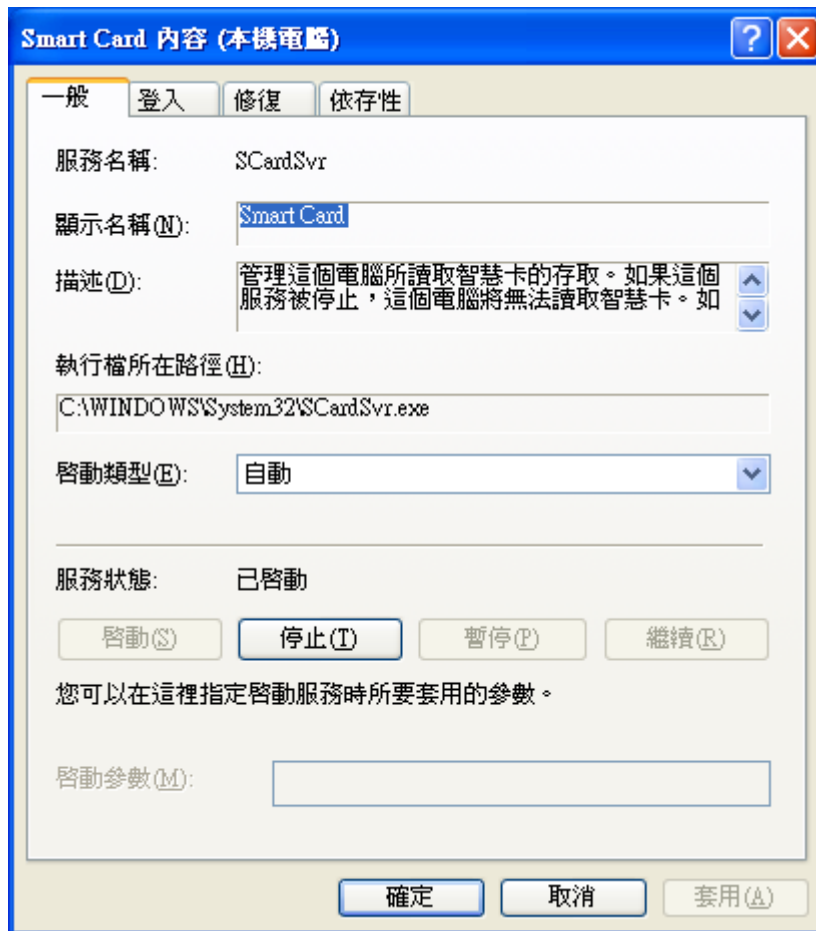 Smart Card 內容 (本機電腦)
一般 登入 修復 依存性
服務名稱: SCardSvr
顯示名稱(N): Smart Card
描述(D): 管理這個電腦所讀取智慧卡的存取。如果這個
服務被停止，這個電腦將無法讀取智慧卡。如
執行檔所在路徑(H):
C:\WINDOWS\System32\SCardSvr.exe
啓動類型(E): 自動
服務狀態: 已啓動
啓動(S) 停止(T) 暫停(P) 繼續(R)
您可以在這裡指定啓動服務時所要套用的參數。
啓動參數(M):
確定 取消 套用(A)